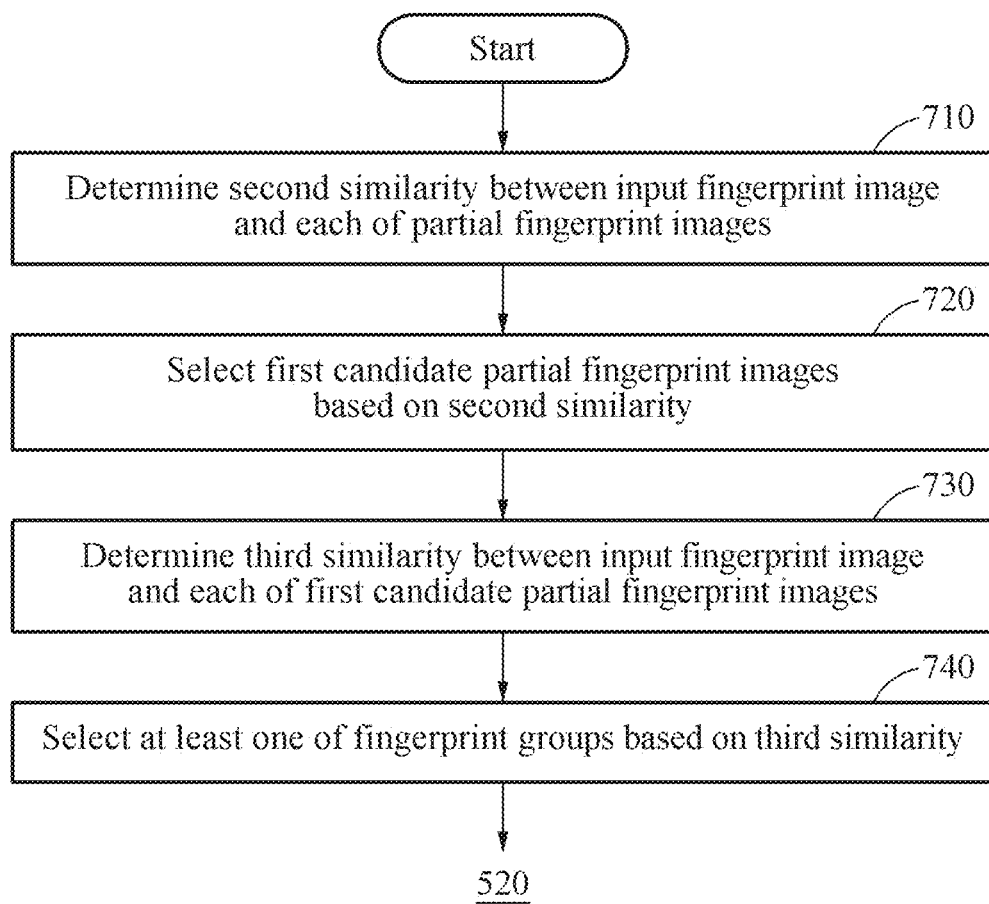 Start
710
Determine second similarity between input fingerprint image
and each of partial fingerprint images
720
Select first candidate partial fingerprint images
based on second similarity
730
Determine third similarity between input fingerprint image
and each of first candidate partial fingerprint images
740
Select at least one of fingerprint groups based on third similarity
520